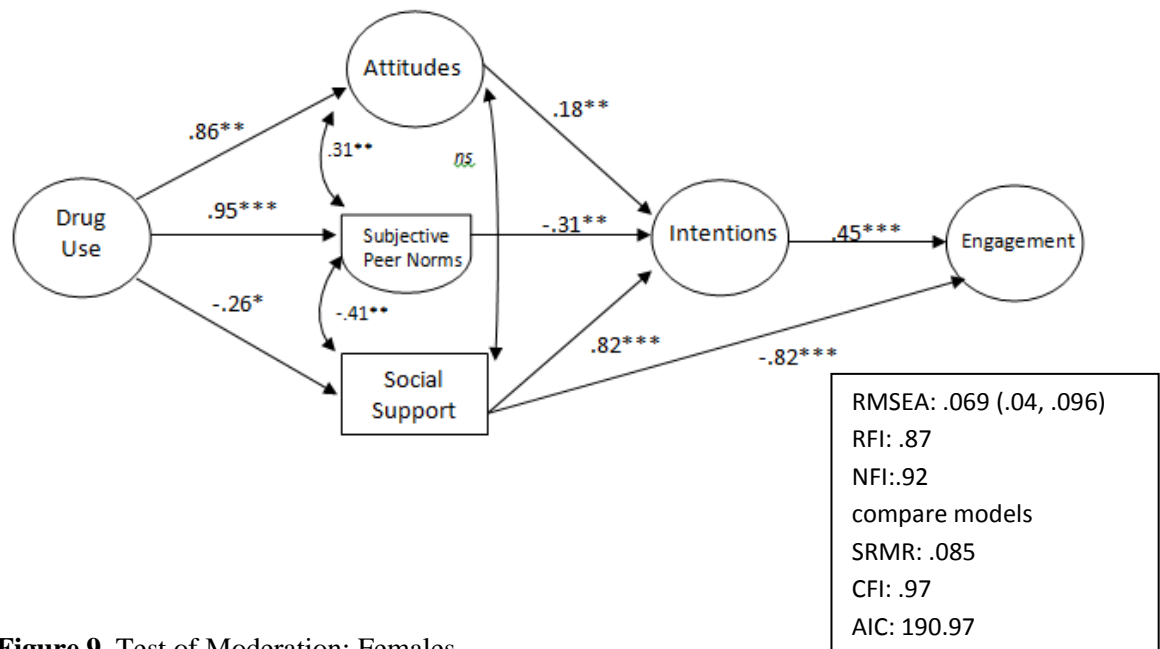 Attitudes
.86**
.18**
.31**
ns.
Drug
Use
.95***
Subjective
Peer Norms
-.31**
Intentions
.45***
Engagement
-.26*
-.41**
.82***
-.82***
Social
Support
RMSEA: .069 (.04, .096)
RFI: .87
NFI:.92
compare models
SRMR: .085
CFI: .97
AIC: 190.97
Figure 9. Test of Moderation: Females